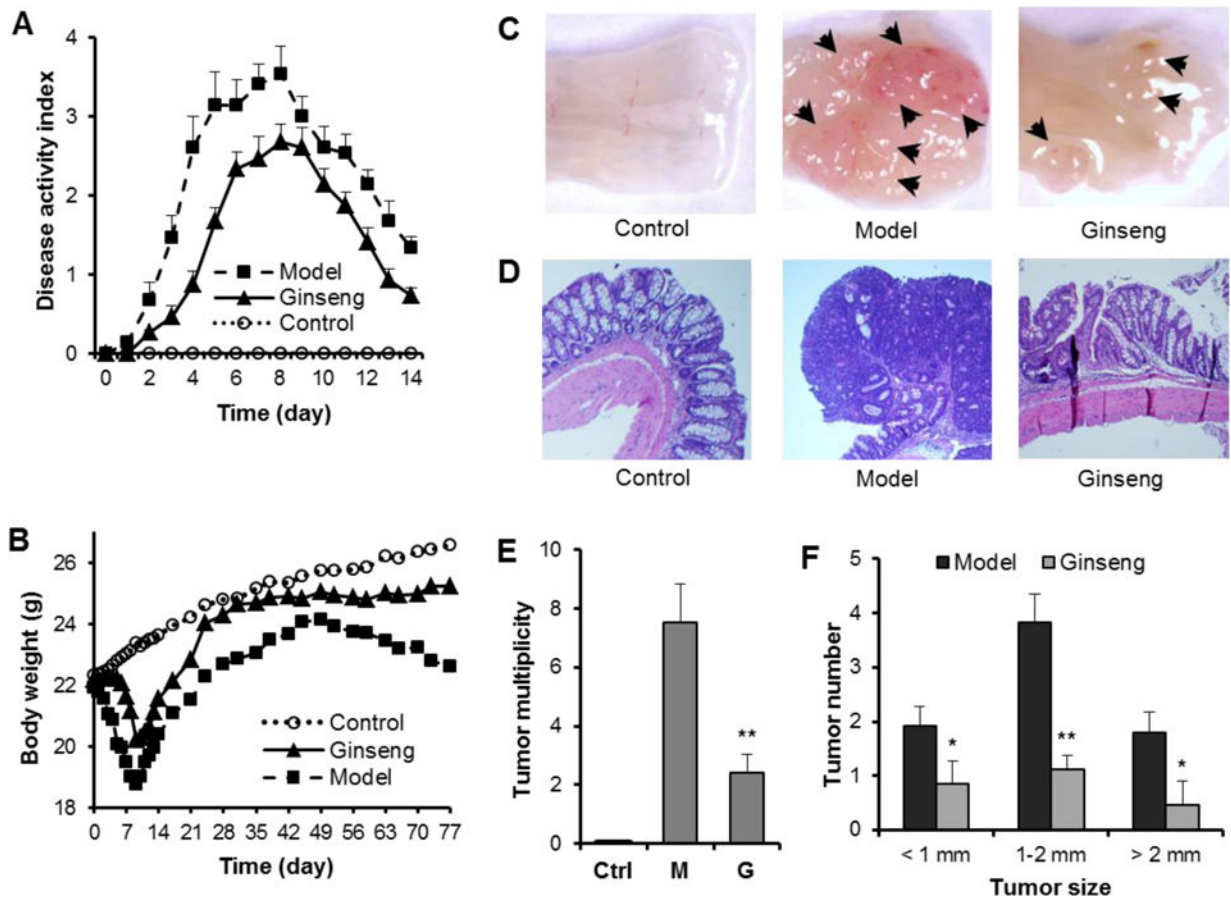 A
Disease activity index
4
3
2
1
0
Model
Ginseng
Control
0 2 4 6 8 10 12 14
Time (day)
B
Body weight (g)
26
24
22
20
18
Control
Ginseng
Model
0 7 14 21 28 35 42 49 56 63 70 77
Time (day)
C
Control Model Ginseng
D
Control Model Ginseng
E
Tumor multiplicity
10
8
6
4
2
0
**
Ctrl M G
F
Tumor number
5
4
3
2
1
0
Model Ginseng
* ** *
< 1 mm 1-2 mm > 2 mm
Tumor size